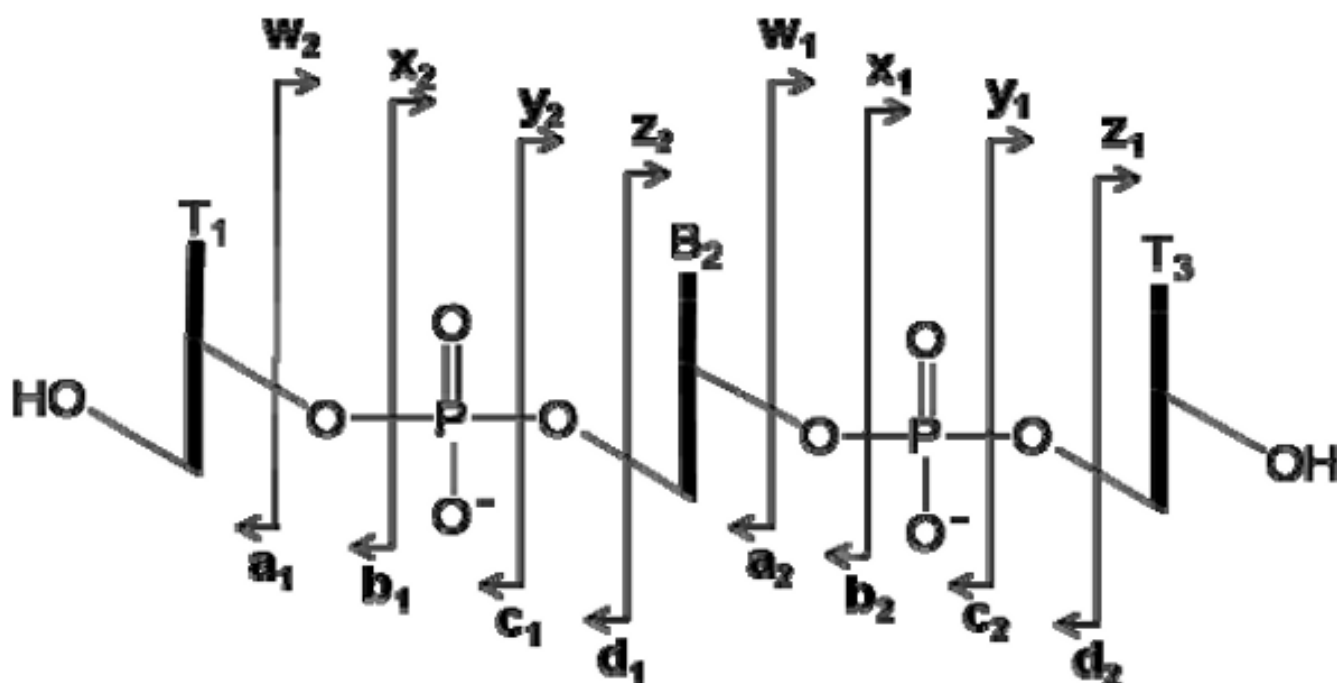 w₂ w₁
x₂ x₁
y₂ y₁
z₂ z₁
T₁ B₂ T₃
O O
HO O P O O P O OH
O⁻ O⁻
a₁ a₂
b₁ b₂
c₁ c₂
d₁ d₂